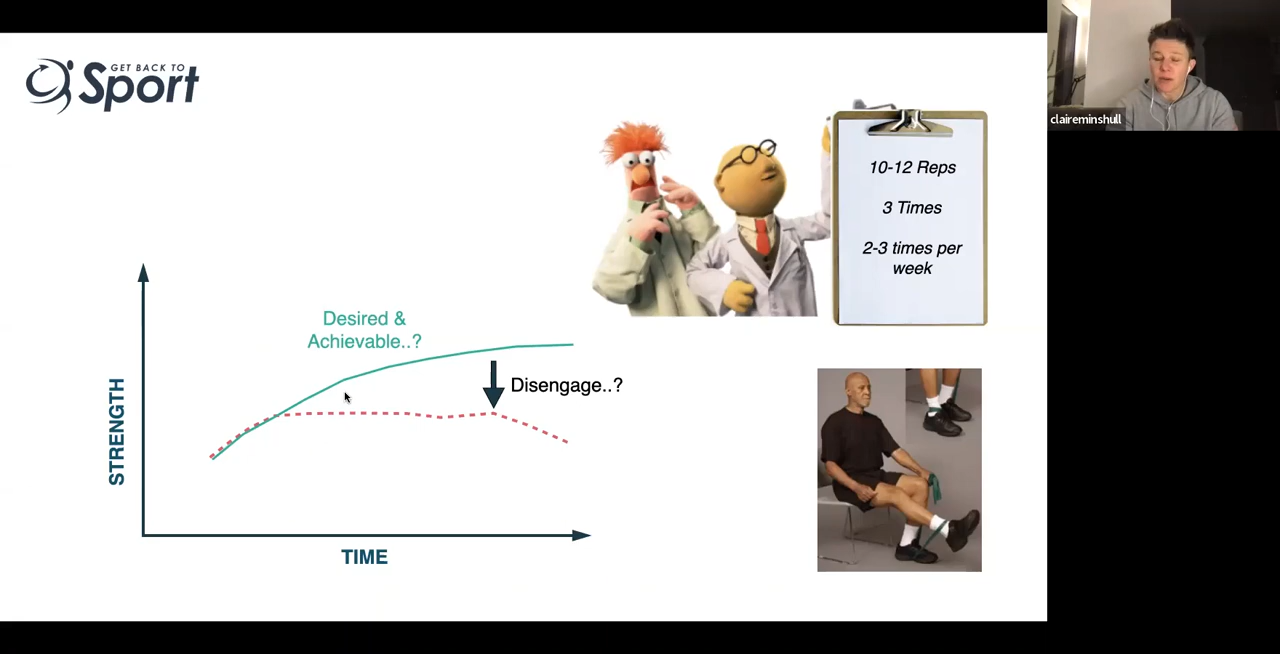 GET BACK TO
Sport
claireminshull
10-12 Reps
3 Times
2-3 times per
week
Desired &
Achievable..?
Disengage..?
STRENGTH
TIME